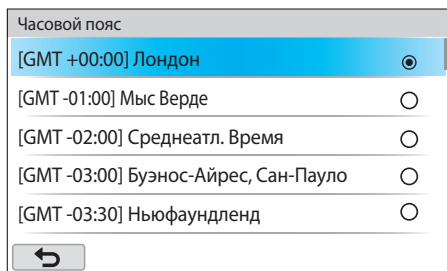 Часовой пояс
[GMT +00:00] Лондон
[GMT -01:00] Мыс Верде
[GMT -02:00] Среднеатл. Время
[GMT -03:00] Буэнос-Айрес, Сан-Пауло
[GMT -03:30] Ньюфаундленд